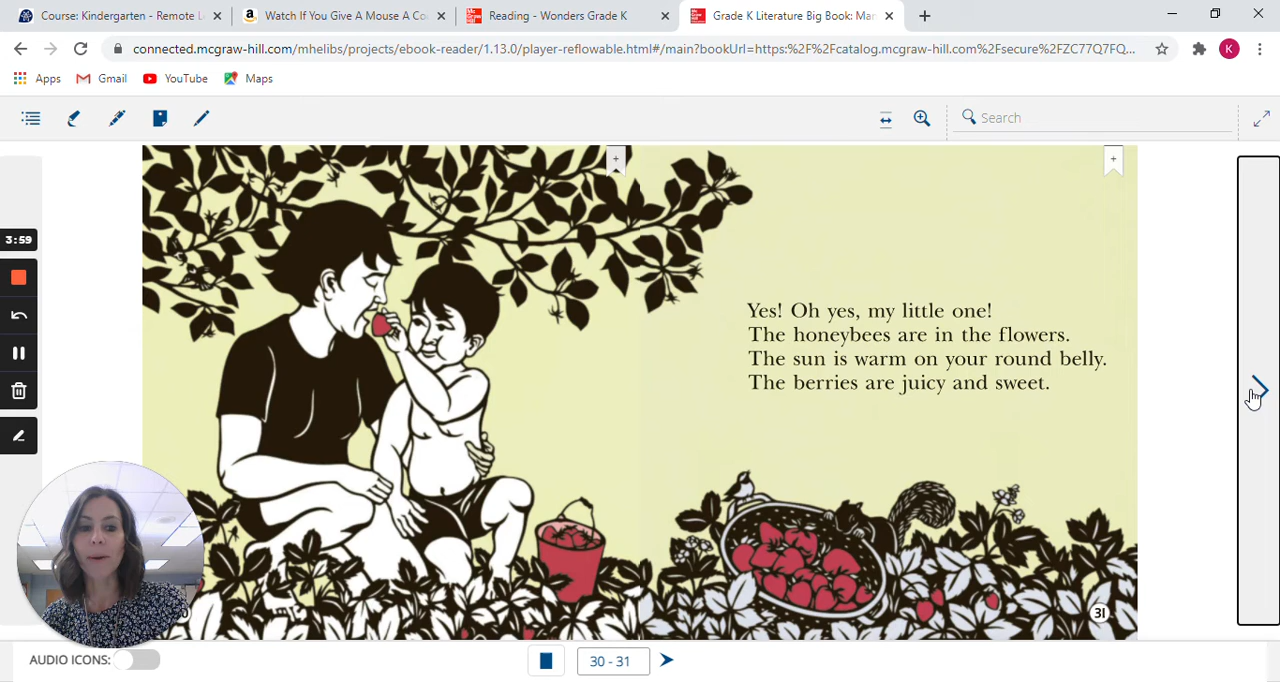 Course: Kindergarten - Remote L
Watch If You Give A Mouse A Co
Reading - Wonders Grade K
Grade K Literature Big Book: Mar
connected.mcgraw-hill.com/mhelibs/projects/ebook-reader/1.13.0/player-reflowable.html#/main?bookUrl=https:%2F%2Fcatalog.mcgraw-hill.com%2Fsecure%2FZC77Q7FQ...
K
Apps
Gmail
YouTube
Maps
Search
3:59
Yes! Oh yes, my little one!
The honeybees are in the flowers.
The sun is warm on your round belly.
The berries are juicy and sweet.
31
AUDIO ICONS:
30 - 31